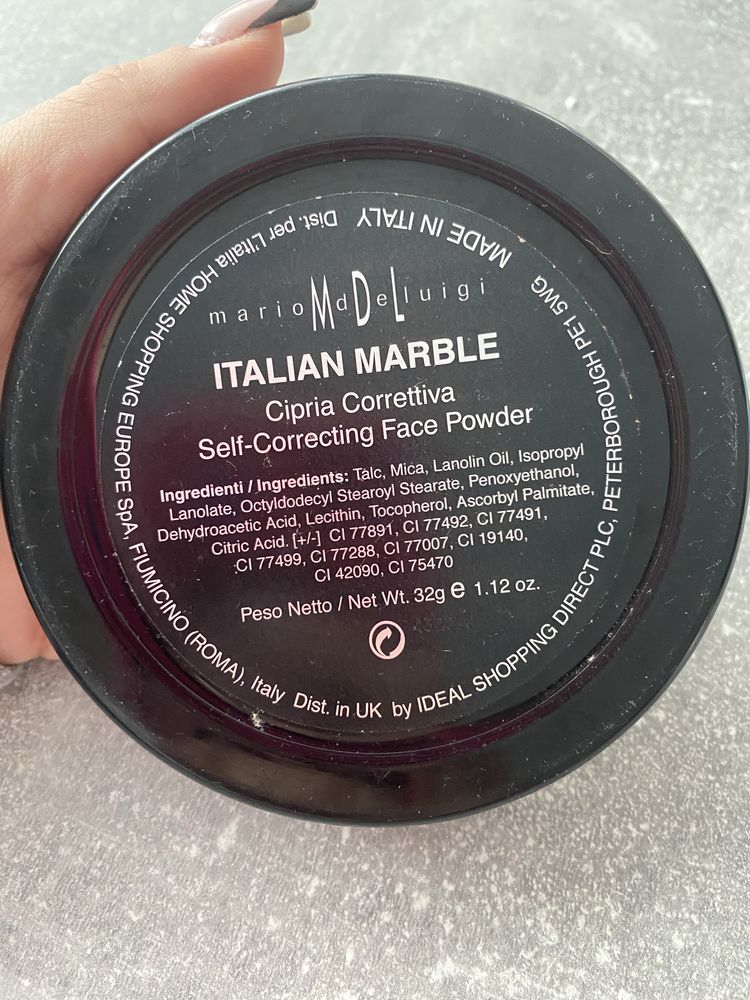 mario MdDeLluigi
ITALIAN MARBLE
Cipria Correttiva
Self-Correcting Face Powder
Ingredienti / Ingredients: Talc, Mica, Lanolin Oil, Isopropyl
Lanolate, Octyldodecyl Stearoyl Stearate, Penoxyethanol,
Dehydroacetic Acid, Lecithin, Tocopherol, Ascorbyl Palmitate,
Citric Acid. [+/-] CI 77891, CI 77492, CI 77491,
CI 77499, CI 77288, CI 77007, CI 19140,
CI 42090, CI 75470
Peso Netto / Net Wt. 32g e 1.12 oz.
MADE IN ITALY Dist. per L'Italia HOME SHOPPING EUROPE SpA, FIUMICINO (ROMA), Italy Dist. in UK by IDEAL SHOPPING DIRECT PLC, PETERBOROUGH PE1 5WG